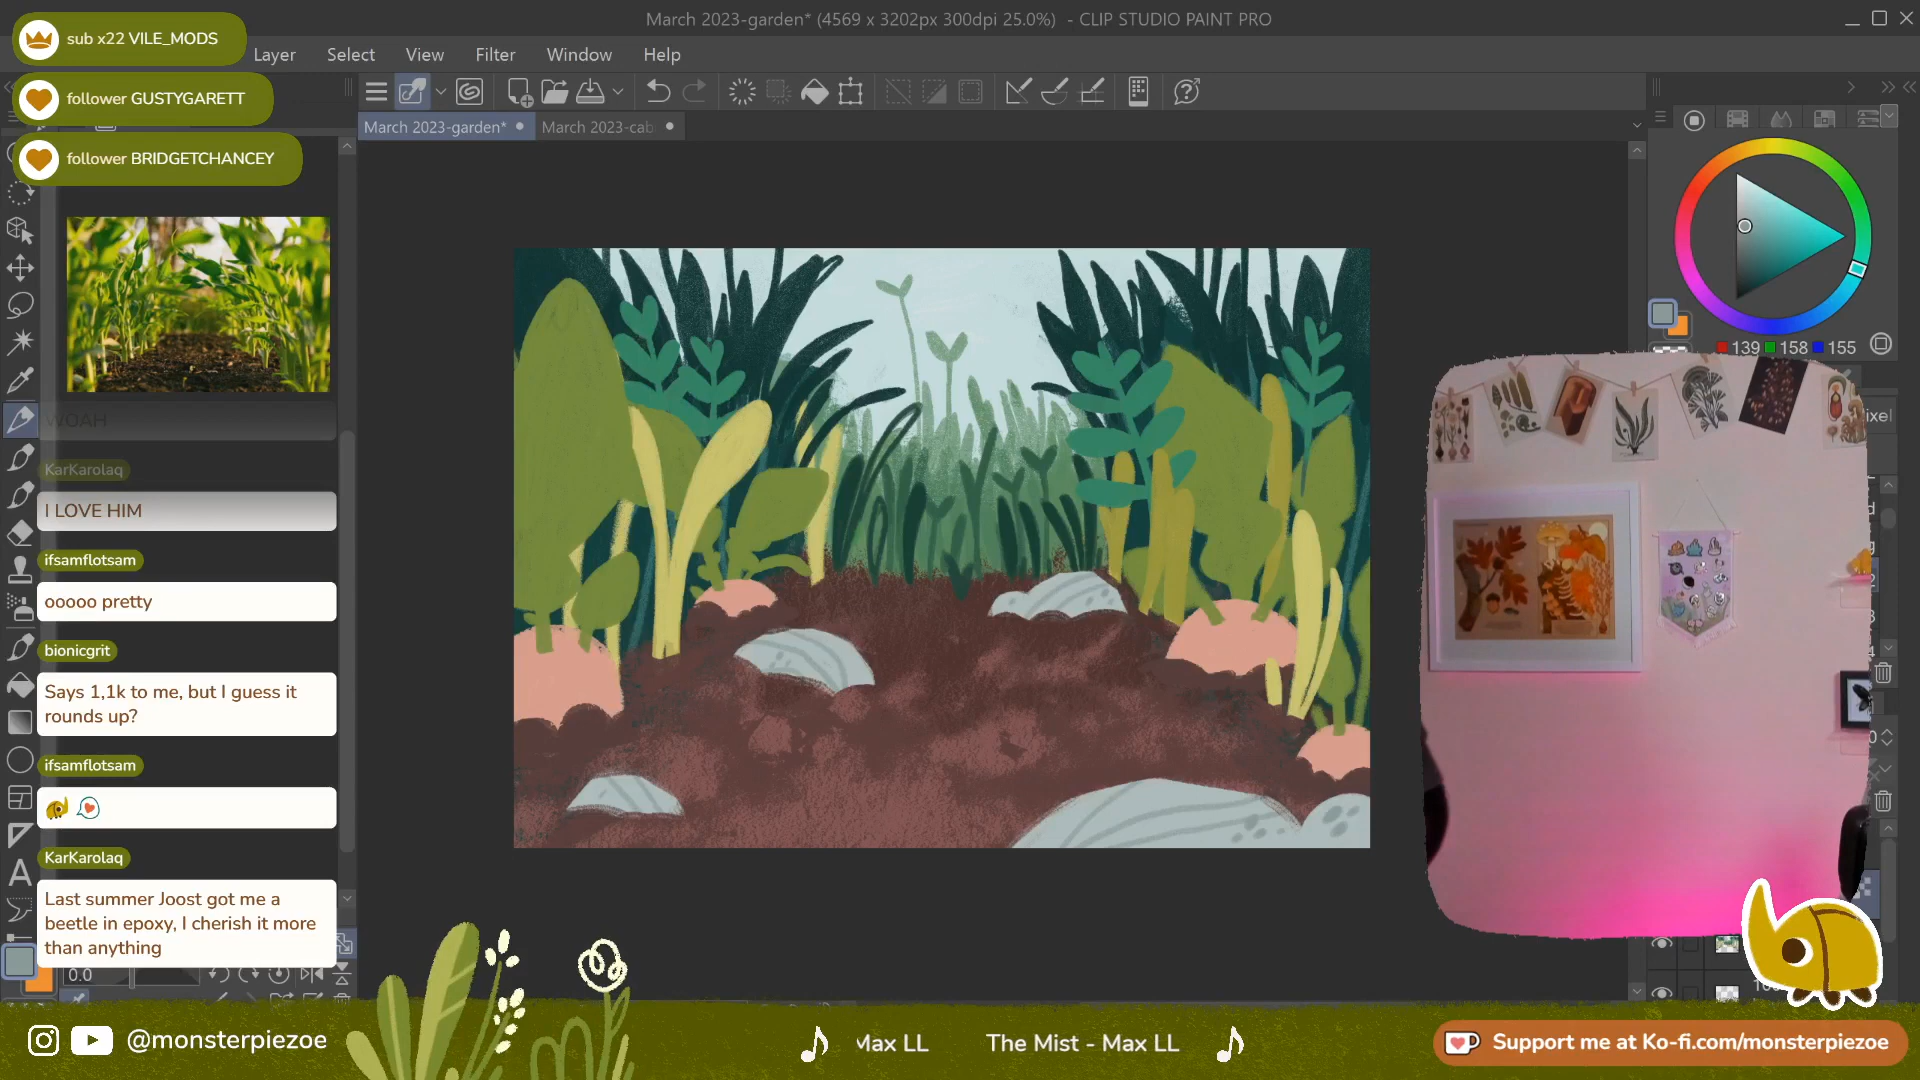 March 2023-garden* (4569 x 3202px 300dpi 25.0%) - CLIP STUDIO PAINT PRO
sub x22 VILE_MODS
Layer Select View Filter Window Help
follower GUSTYGARETT
March 2023-garden* March 2023-cab
follower BRIDGETCHANCEY
139 158 155
WOAH
KarKarolaq
I LOVE HIM
ifsamflotsam
ooooo pretty
bionicgrit
Says 1,1k to me, but I guess it
rounds up?
ifsamflotsam
KarKarolaq
Last summer Joost got me a
beetle in epoxy, I cherish it more
than anything
0.0
@monsterpiezoe
Max LL The Mist - Max LL
Support me at Ko-fi.com/monsterpiezoe